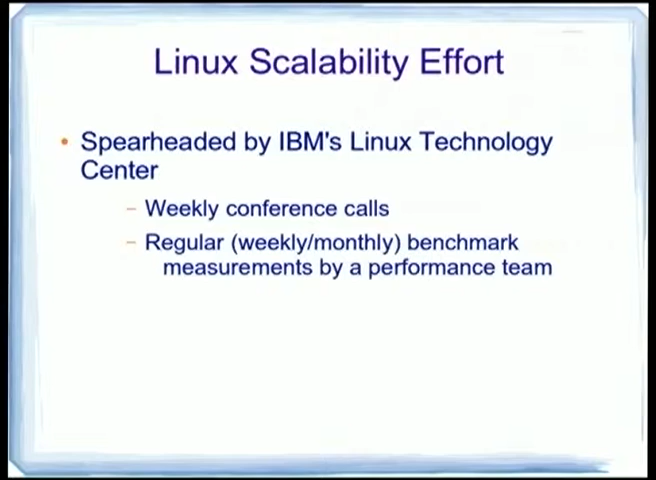 Linux Scalability Effort
• Spearheaded by IBM's Linux Technology
Center
– Weekly conference calls
– Regular (weekly/monthly) benchmark
measurements by a performance team